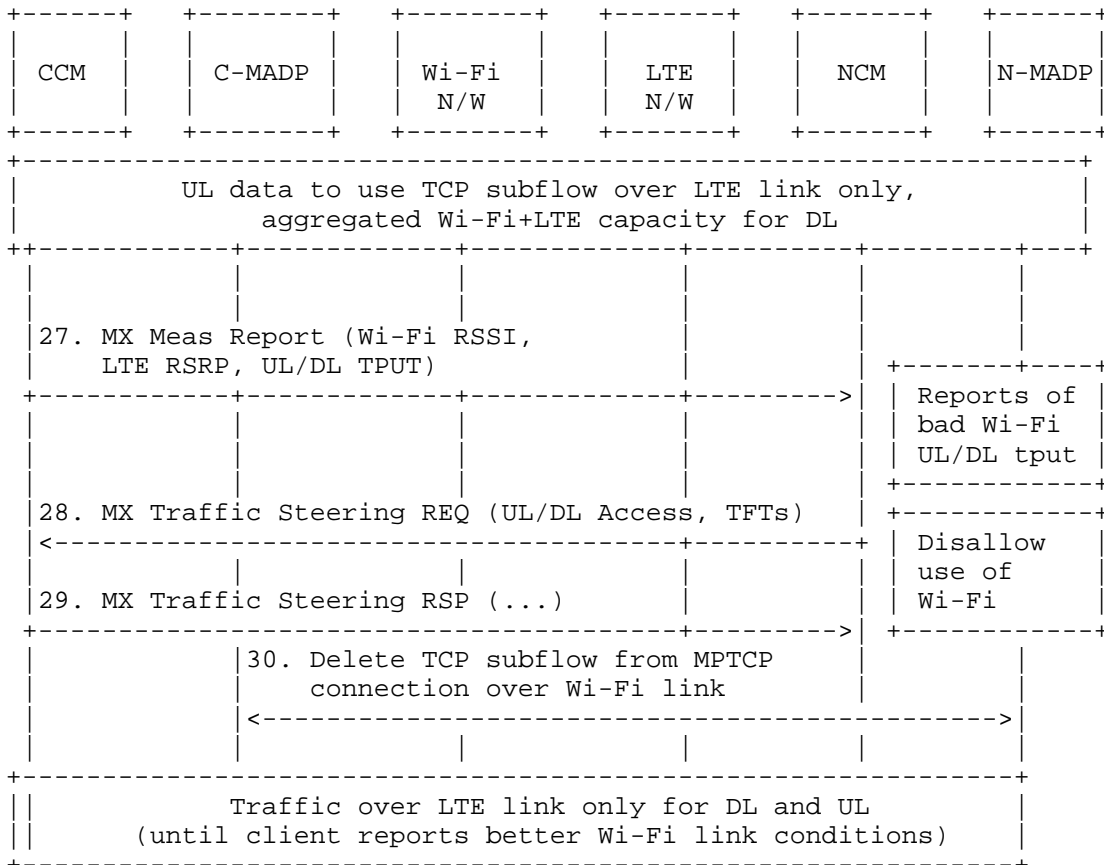 CCM C-MADP Wi-Fi LTE NCM N-MADP
N/W N/W
UL data to use TCP subflow over LTE link only,
aggregated Wi-Fi+LTE capacity for DL
27. MX Meas Report (Wi-Fi RSSI,
LTE RSRP, UL/DL TPUT)
Reports of
bad Wi-Fi
UL/DL tput
28. MX Traffic Steering REQ (UL/DL Access, TFTs)
Disallow
use of
Wi-Fi
29. MX Traffic Steering RSP (...)
30. Delete TCP subflow from MPTCP
connection over Wi-Fi link
Traffic over LTE link only for DL and UL
(until client reports better Wi-Fi link conditions)